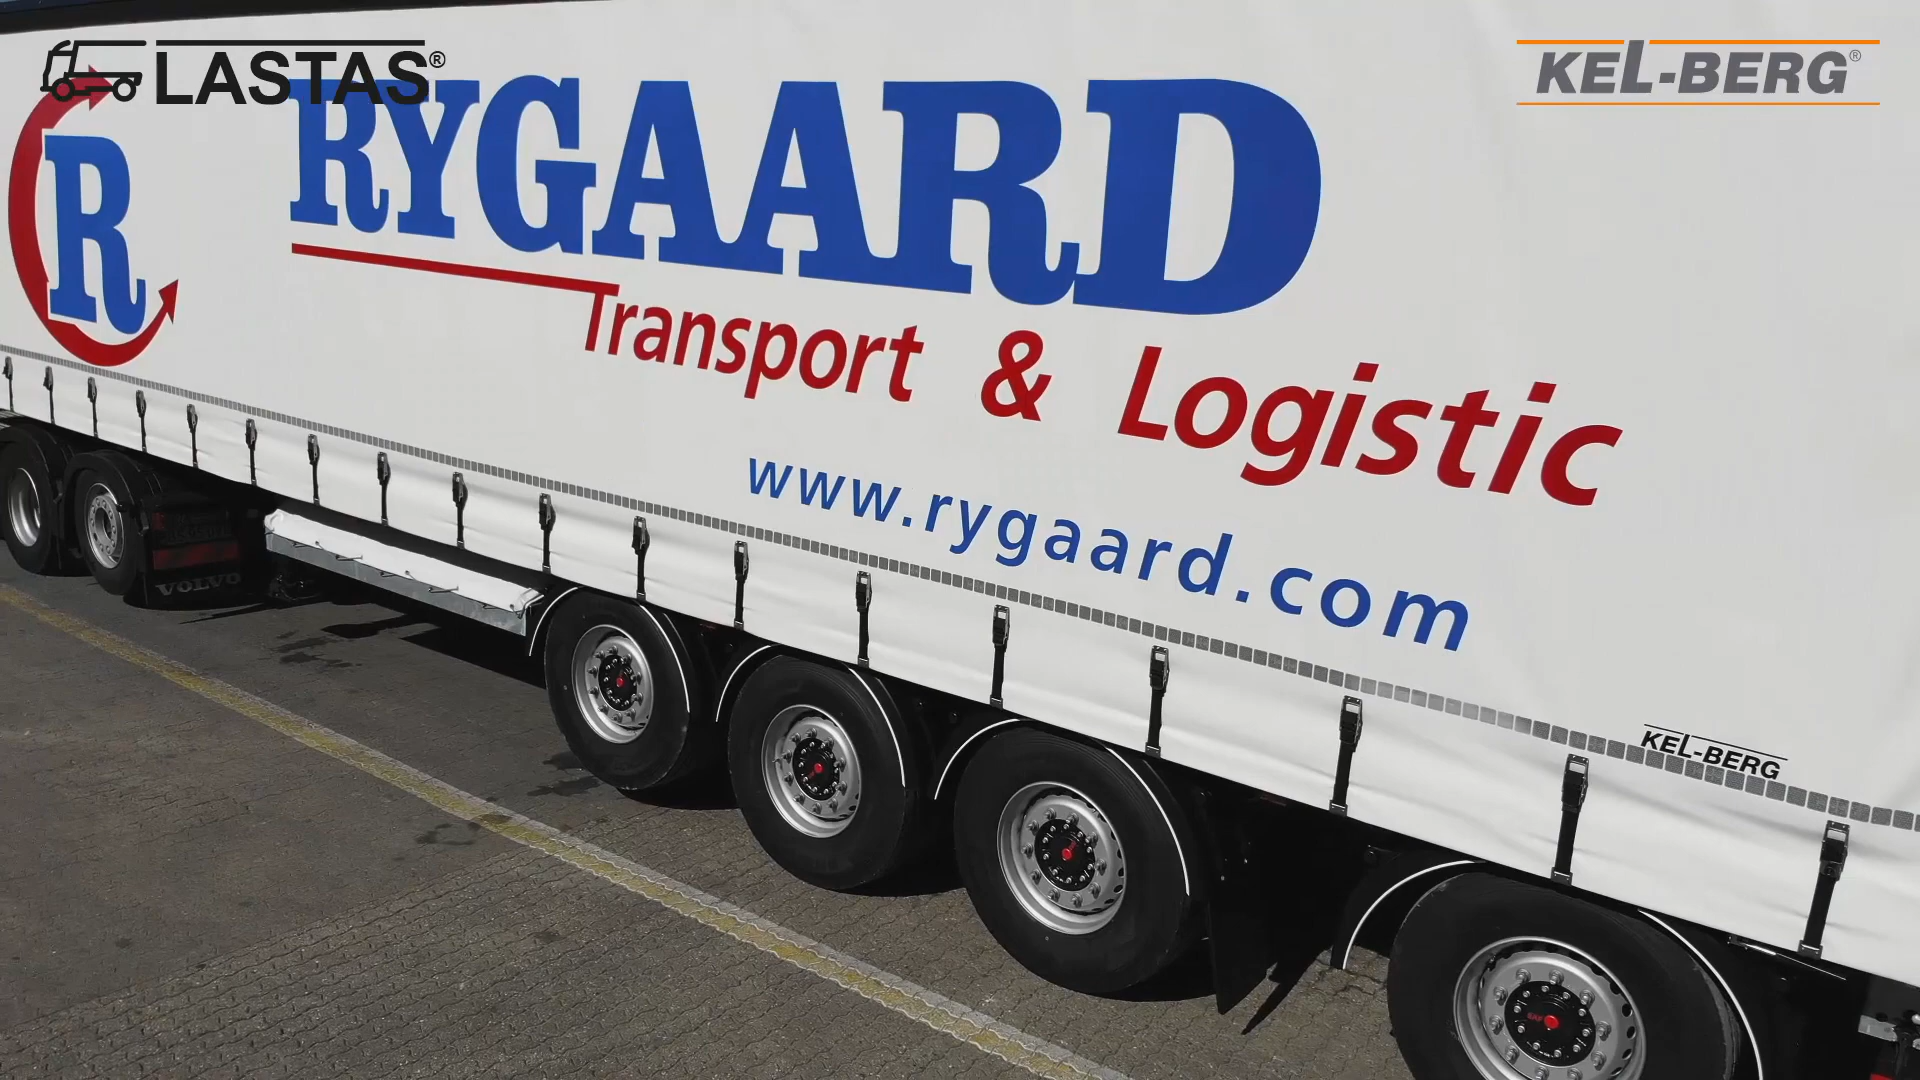 LASTAS®
KEL-BERG®
R
RYGAARD
Transport & Logistic
www.rygaard.com
VOLVO
KEL-BERG